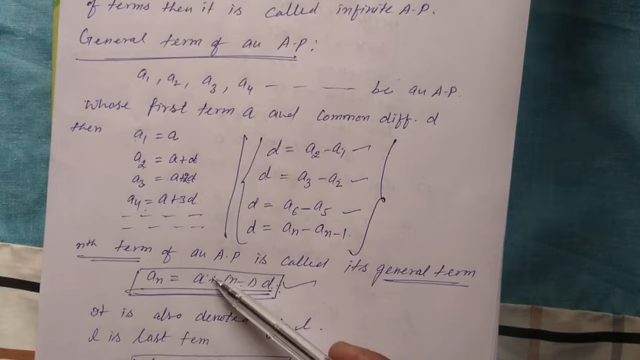 of terms then it is called infinite A.P.
General term of an A.P:
a1, a2, a3, a4 - - - - be an A.P.
whose first term a and common diff. d
then
a1 = a
a2 = a+d
a3 = a+2d
a4 = a+3d
d = a2 - a1
d = a3 - a2
d = a6 - a5
d = an - an-1
nth term of an A.P is called its general term
an = a + (n-1) d
It is also denoted l.
l is last tem